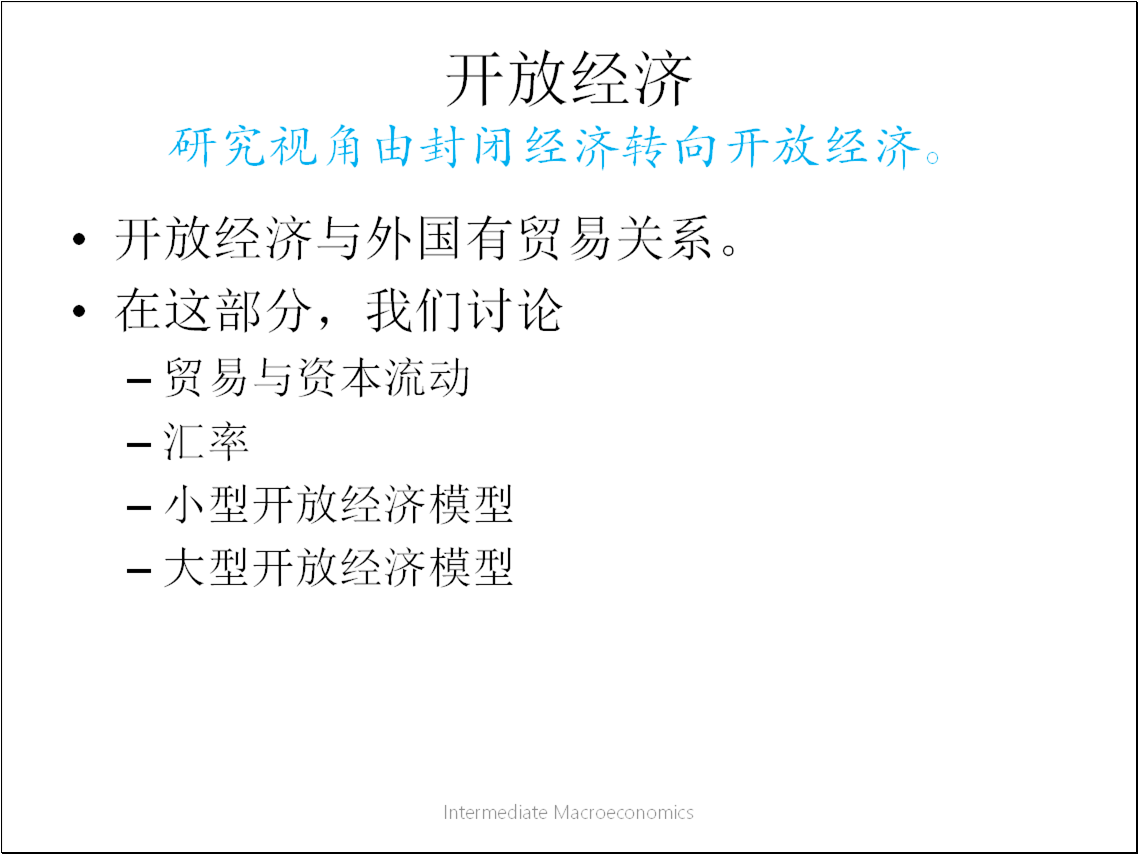 开放经济
研究视角由封闭经济转向开放经济。
• 开放经济与外国有贸易关系。
• 在这部分，我们讨论
– 贸易与资本流动
– 汇率
– 小型开放经济模型
– 大型开放经济模型
Intermediate Macroeconomics